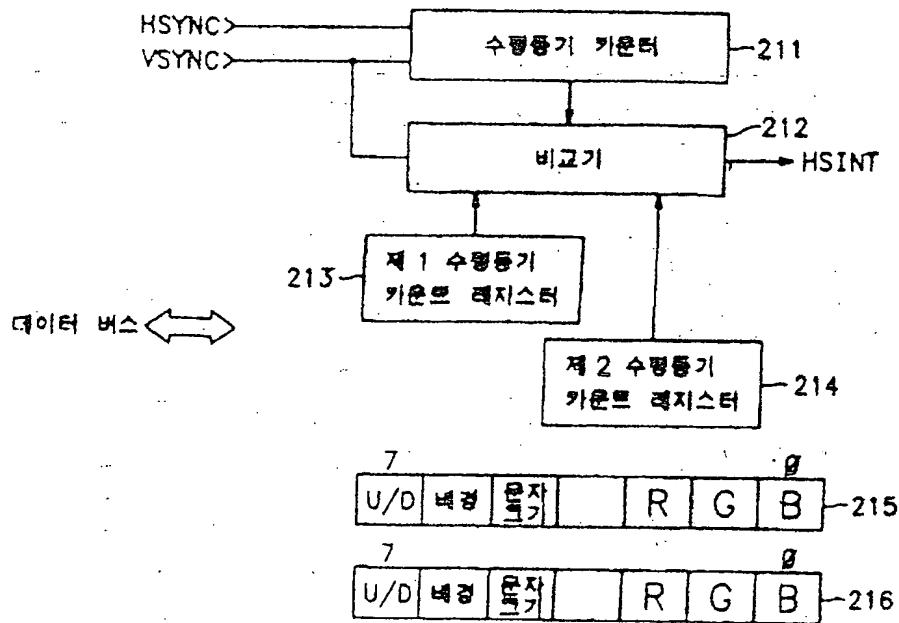 HSYNC>
VSYNC>
수평동기 카운터
211
212
비교기
HSINT
213
제 1 수평동기
카운트 레지스터
데이터 버스
제 2 수평동기
카운트 레지스터
214
7 0
U/D 배경 문자크기 R G B 215
7 0
U/D 배경 문자크기 R G B 216